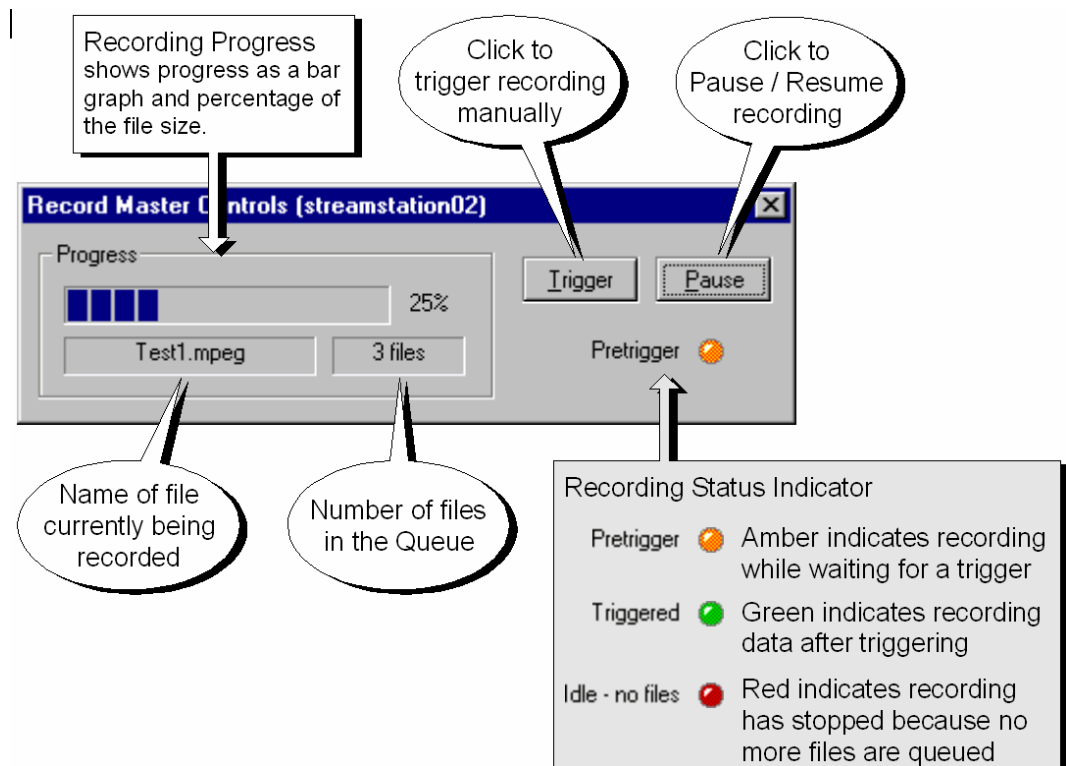 Recording Progress
shows progress as a bar
graph and percentage of
the file size.
Click to
trigger recording
manually
Click to
Pause / Resume
recording
Record Master C ntrols (streamstation02)
Progress
25%
Test1.mpeg
3 files
Trigger
Pause
Pretrigger
Name of file
currently being
recorded
Number of files
in the Queue
Recording Status Indicator
Pretrigger
Amber indicates recording
while waiting for a trigger
Triggered
Green indicates recording
data after triggering
Idle - no files
Red indicates recording
has stopped because no
more files are queued